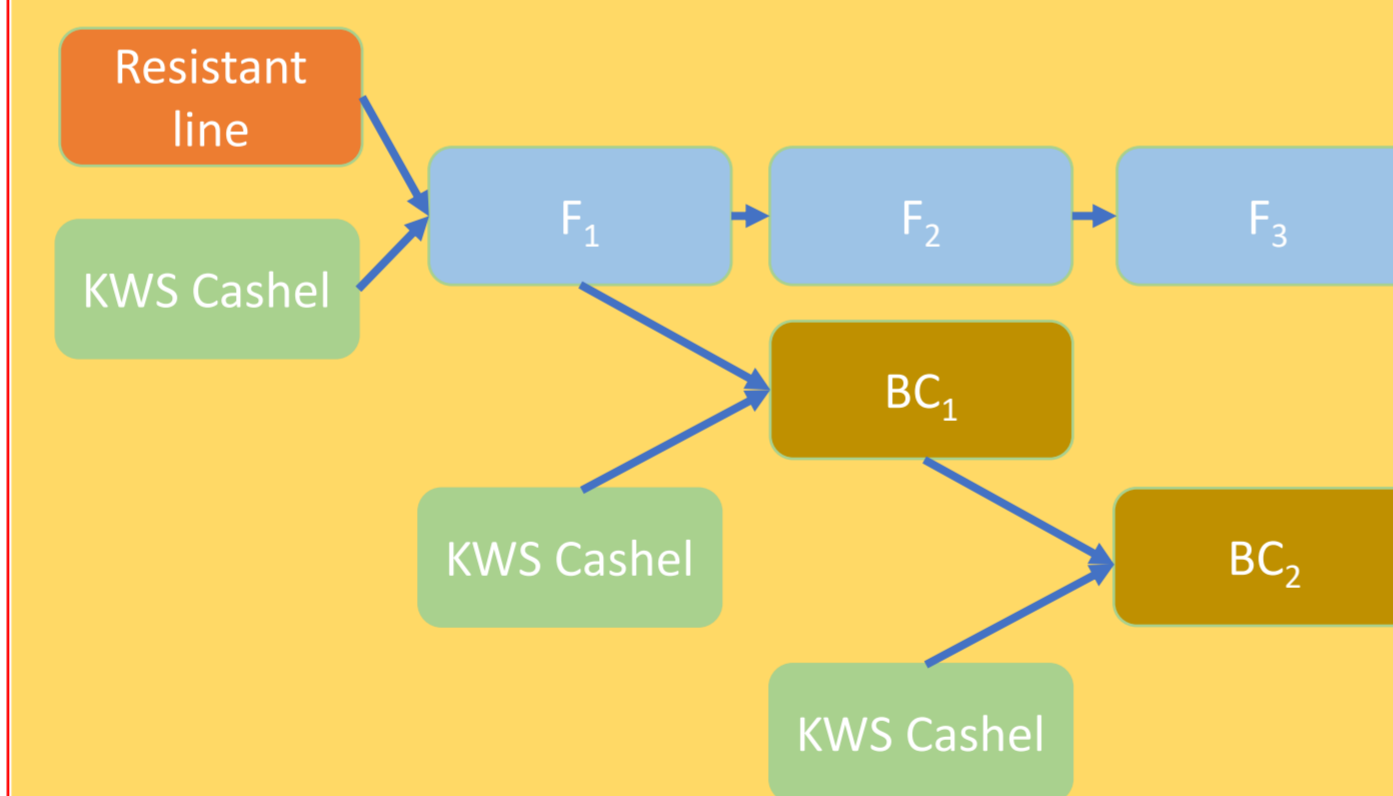 Resistant
line
KWS Cashel
F₁
F₂
F₃
BC₁
KWS Cashel
BC₂
KWS Cashel